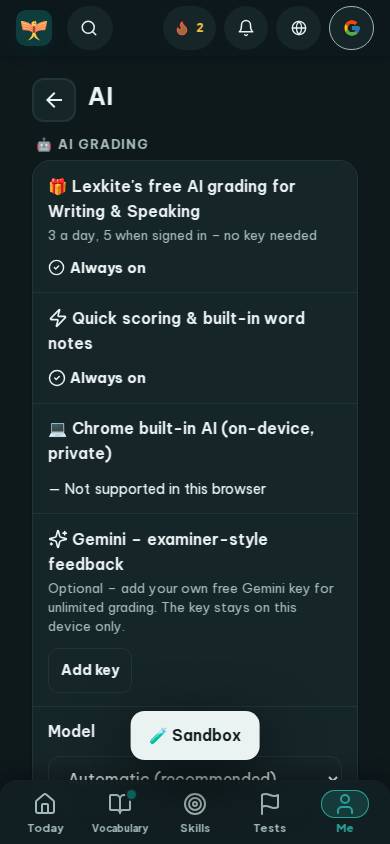 2
AI
🤖 AI GRADING
🎁 Lexkite's free AI grading for
Writing & Speaking
3 a day, 5 when signed in – no key needed
Always on
Quick scoring & built-in word
notes
Always on
💻 Chrome built-in AI (on-device,
private)
— Not supported in this browser
Gemini – examiner-style
feedback
Optional – add your own free Gemini key for
unlimited grading. The key stays on this
device only.
Add key
Model
🧪 Sandbox
Automatic (recommended)
Today
Vocabulary
Skills
Tests
Me